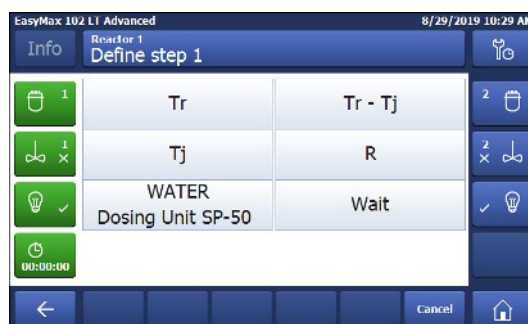 EasyMax 102 LT Advanced 8/29/2019 10:29 AM
Info
Reactor 1
Define step 1
1 Tr Tr - Tj 2
1 Tj R 2
WATER
Dosing Unit SP-50 Wait
00:00:00
Cancel